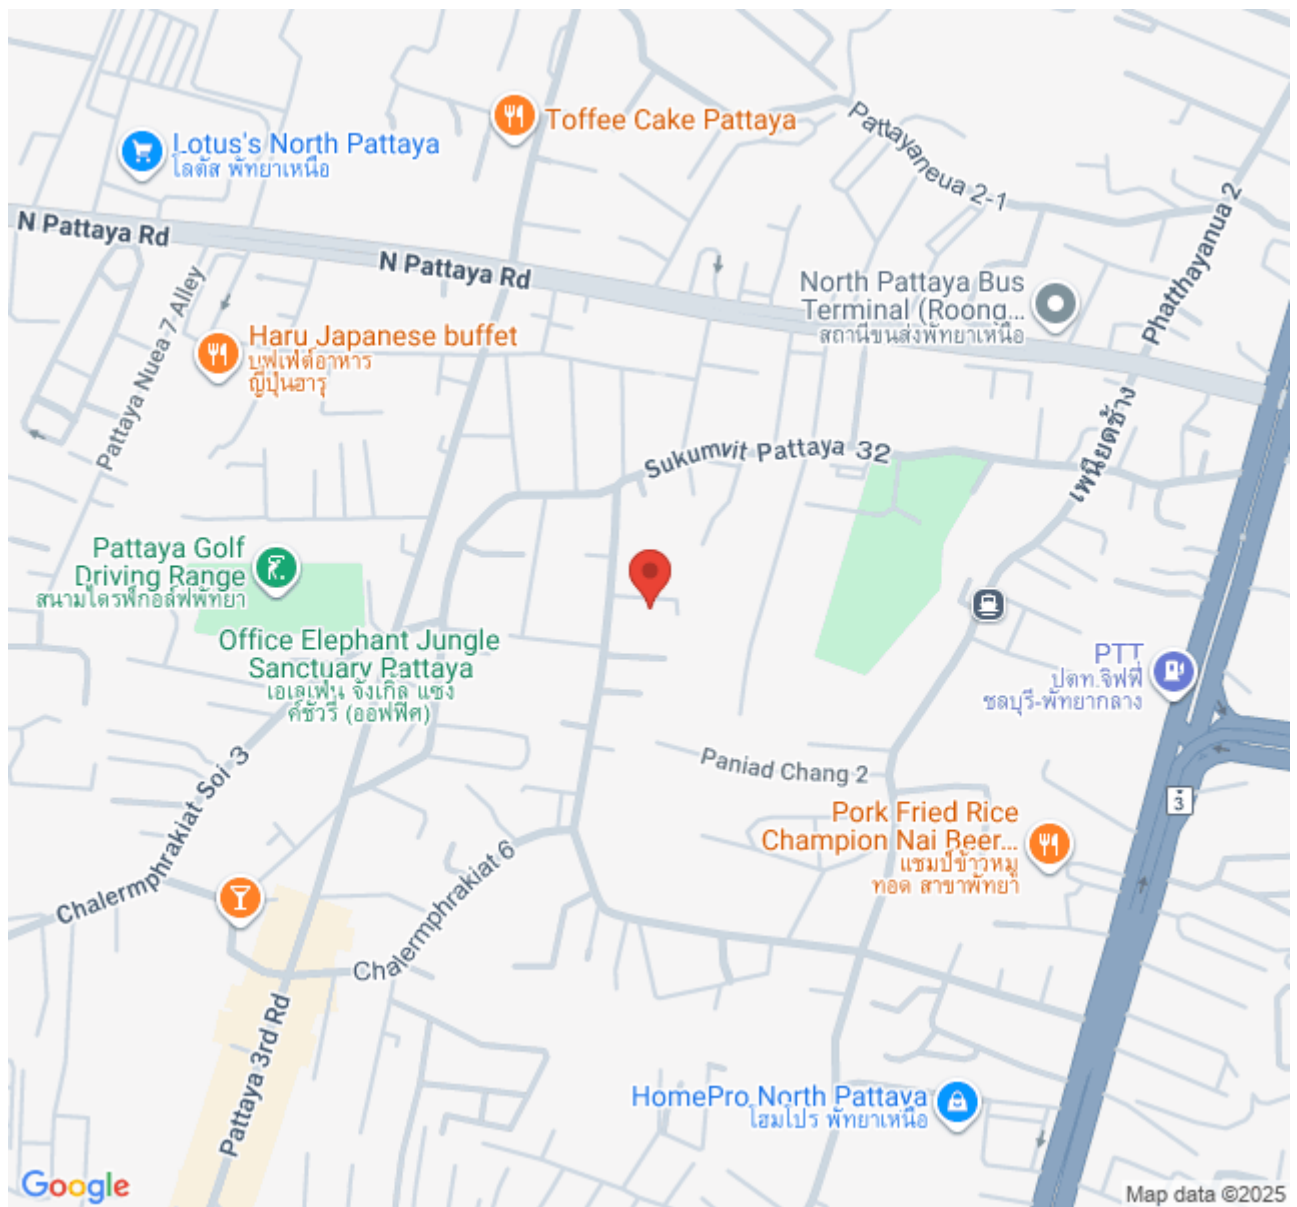 Toffee Cake Pattaya
Lotus's North Pattaya
โลตัส พัทยาเหนือ
Pattayaneua 2-1
Phatthayanua 2
N Pattaya Rd
N Pattaya Rd
Pattaya Nuea 7 Alley
North Pattaya Bus
Terminal (Roong...
สถานีขนส่งพัทยาเหนือ
Haru Japanese buffet
บุฟเฟ่ต์อาหาร
ญี่ปุ่นฮารุ
เพนียดช้าง
Sukumvit Pattaya 32
Pattaya Golf
Driving Range
สนามไดรฟ์กอล์ฟพัทยา
Office Elephant Jungle
Sanctuary Pattaya
เอเลเฟ่น จังเกิ้ล แซง
ค์ชัวรี่ (ออฟฟิศ)
PTT
ปตท.จิฟฟี่
ชลบุรี-พัทยากลาง
Paniad Chang 2
3
Chalermphrakiat Soi 3
Pork Fried Rice
Champion Nai Beer...
แชมป์ข้าวหมู
ทอด สาขาพัทยา
Chalermphrakiat 6
Pattaya 3rd Rd
HomePro North Pattaya
โฮมโปร พัทยาเหนือ
Google
Map data ©2025